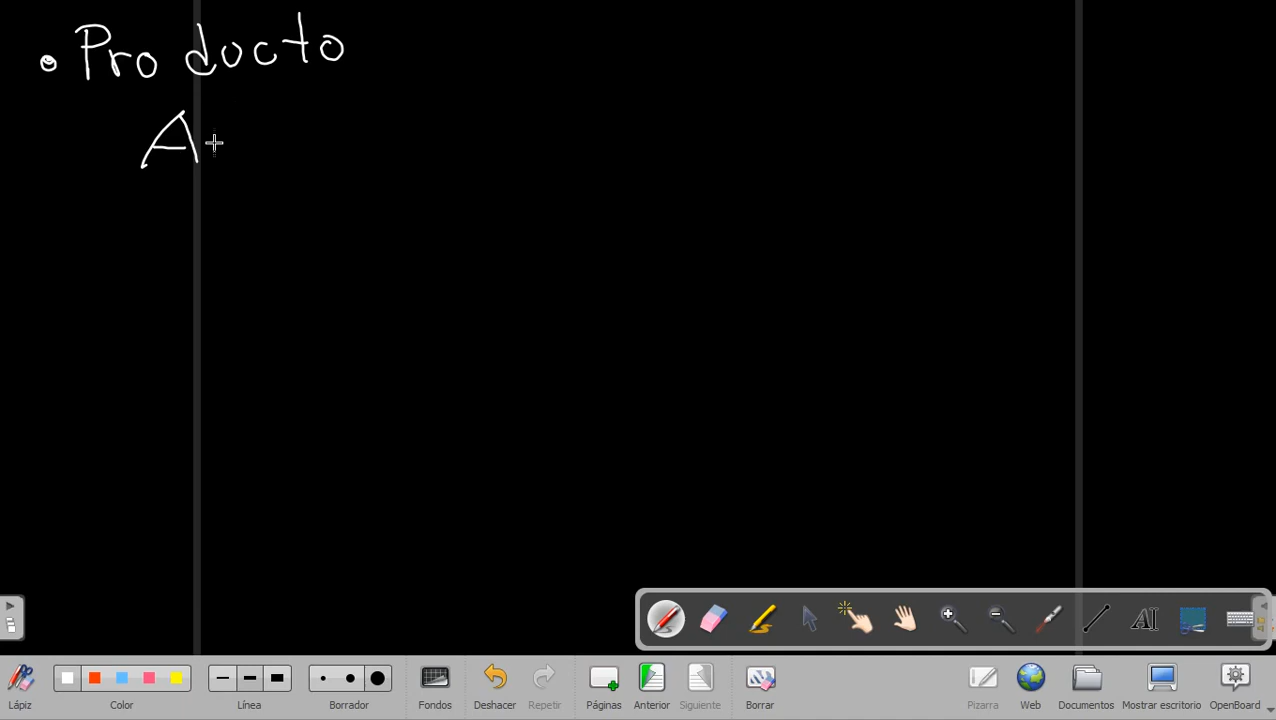 • Producto
A
Lápiz
Color
Línea
Borrador
Fondos
Deshacer
Repetir
Páginas
Anterior
Siguiente
Borrar
Pizarra
Web
Documentos
Mostrar escritorio
OpenBoard